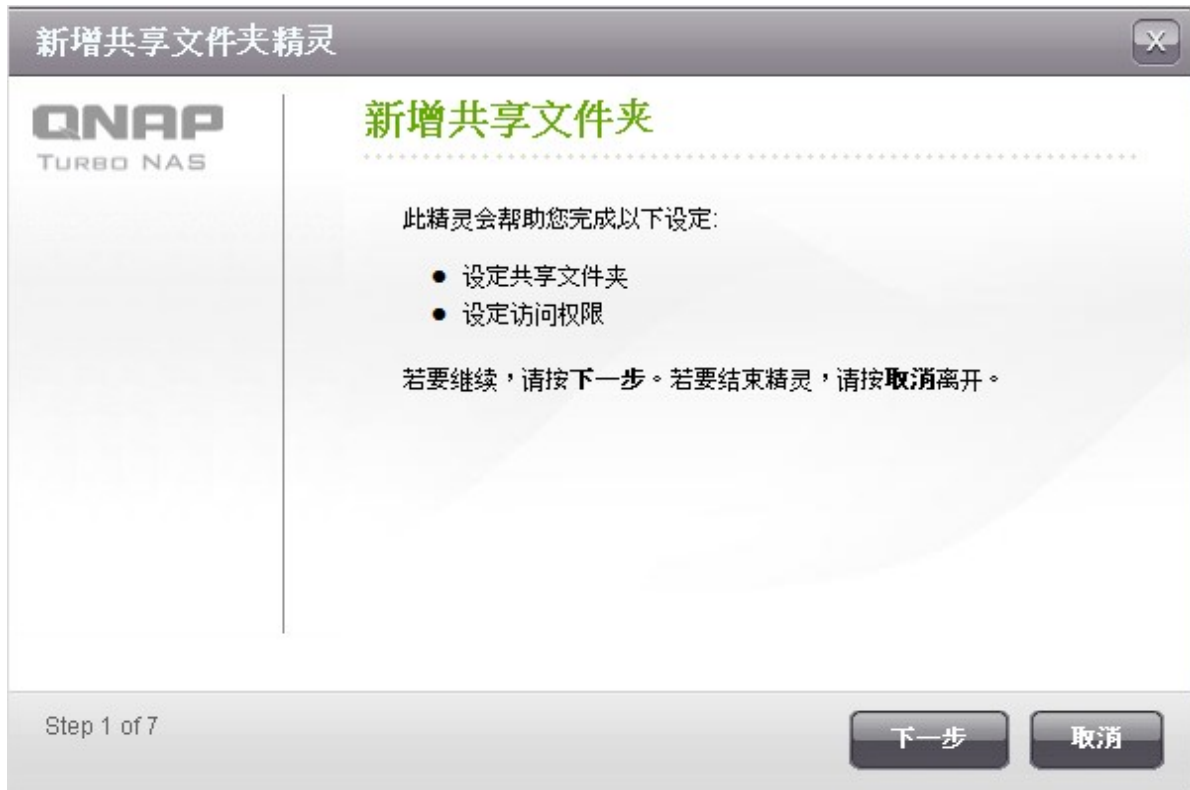 新增共享文件夹精灵
X
QNAP
TURBO NAS
新增共享文件夹
此精灵会帮助您完成以下设定:
● 设定共享文件夹
● 设定访问权限
若要继续，请按下一步。若要结束精灵，请按取消离开。
Step 1 of 7
下一步
取消